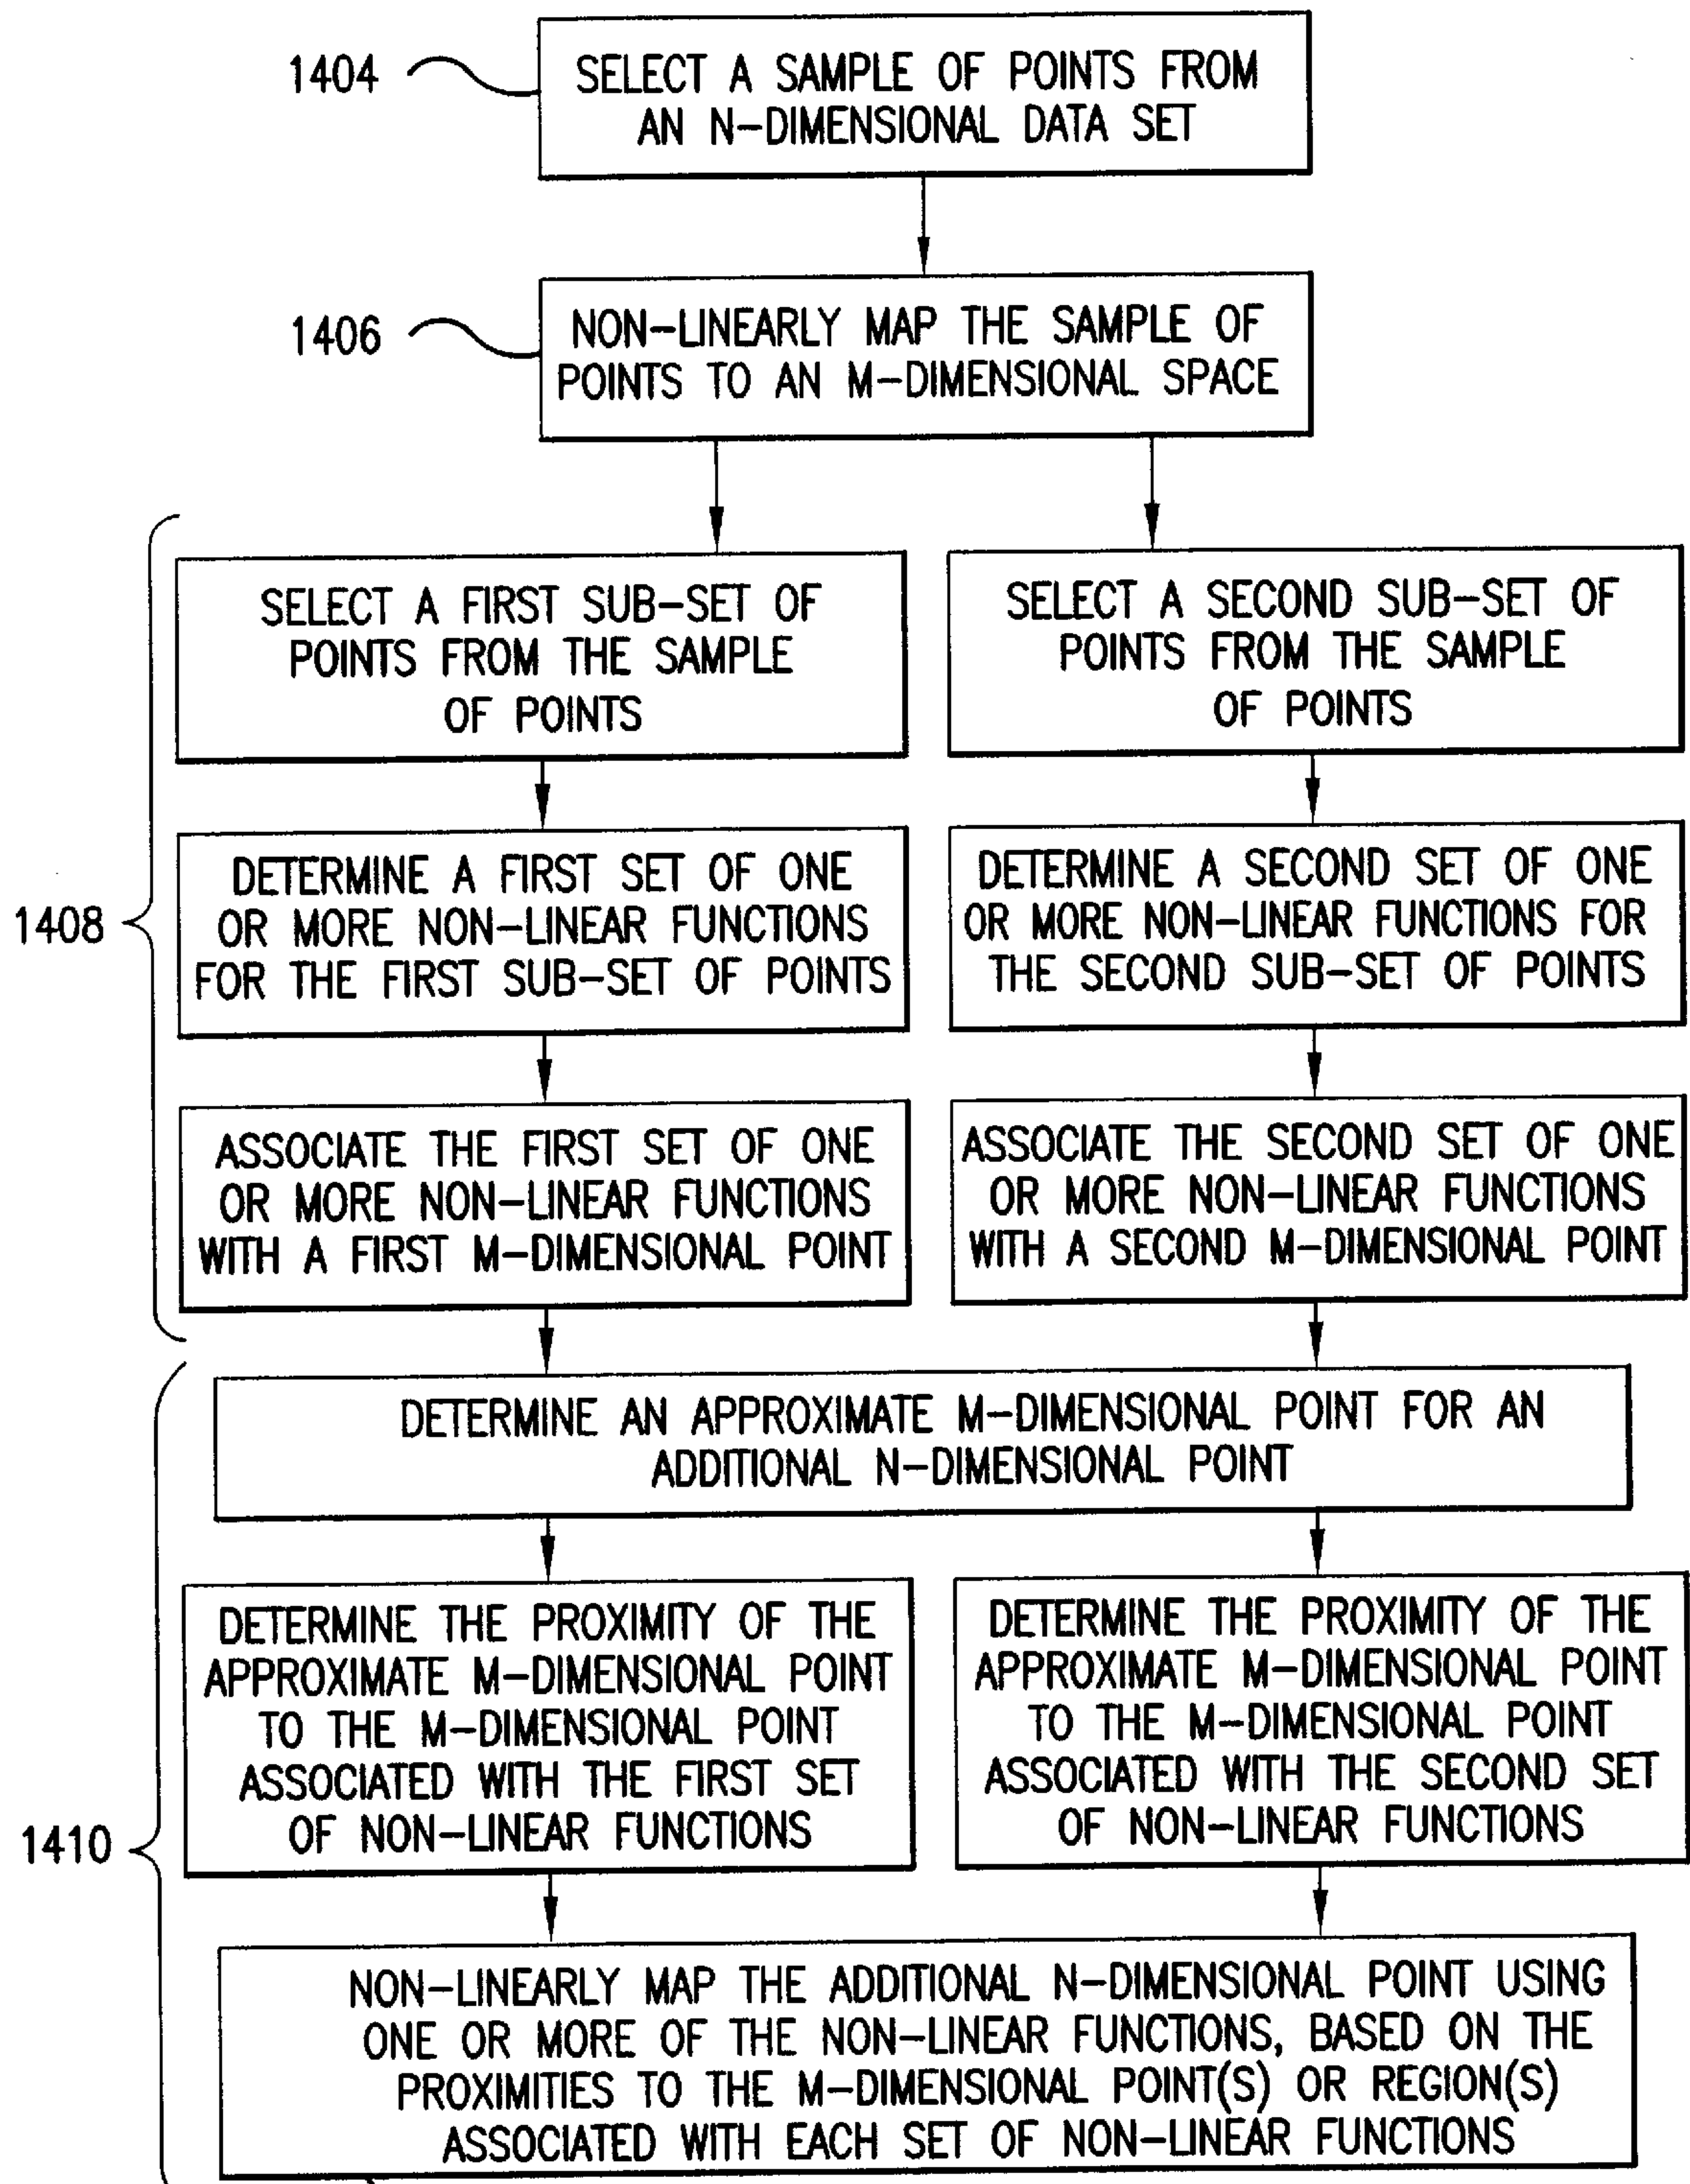 1404
SELECT A SAMPLE OF POINTS FROM
AN N-DIMENSIONAL DATA SET
1406
NON-LINEARLY MAP THE SAMPLE OF
POINTS TO AN M-DIMENSIONAL SPACE
1408
SELECT A FIRST SUB-SET OF
POINTS FROM THE SAMPLE
OF POINTS
SELECT A SECOND SUB-SET OF
POINTS FROM THE SAMPLE
OF POINTS
DETERMINE A FIRST SET OF ONE
OR MORE NON-LINEAR FUNCTIONS
FOR THE FIRST SUB-SET OF POINTS
DETERMINE A SECOND SET OF ONE
OR MORE NON-LINEAR FUNCTIONS FOR
THE SECOND SUB-SET OF POINTS
ASSOCIATE THE FIRST SET OF ONE
OR MORE NON-LINEAR FUNCTIONS
WITH A FIRST M-DIMENSIONAL POINT
ASSOCIATE THE SECOND SET OF ONE
OR MORE NON-LINEAR FUNCTIONS
WITH A SECOND M-DIMENSIONAL POINT
1410
DETERMINE AN APPROXIMATE M-DIMENSIONAL POINT FOR AN
ADDITIONAL N-DIMENSIONAL POINT
DETERMINE THE PROXIMITY OF THE
APPROXIMATE M-DIMENSIONAL POINT
TO THE M-DIMENSIONAL POINT
ASSOCIATED WITH THE FIRST SET
OF NON-LINEAR FUNCTIONS
DETERMINE THE PROXIMITY OF THE
APPROXIMATE M-DIMENSIONAL POINT
TO THE M-DIMENSIONAL POINT
ASSOCIATED WITH THE SECOND SET
OF NON-LINEAR FUNCTIONS
NON-LINEARLY MAP THE ADDITIONAL N-DIMENSIONAL POINT USING
ONE OR MORE OF THE NON-LINEAR FUNCTIONS, BASED ON THE
PROXIMITIES TO THE M-DIMENSIONAL POINT(S) OR REGION(S)
ASSOCIATED WITH EACH SET OF NON-LINEAR FUNCTIONS